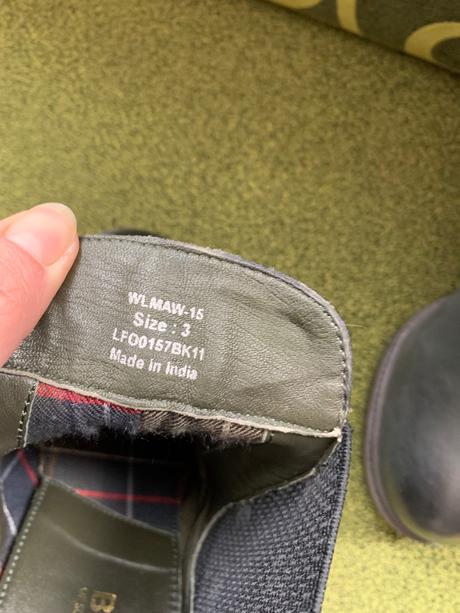 WLMAW-15
Size : 3
LFO0157BK11
Made in India
B